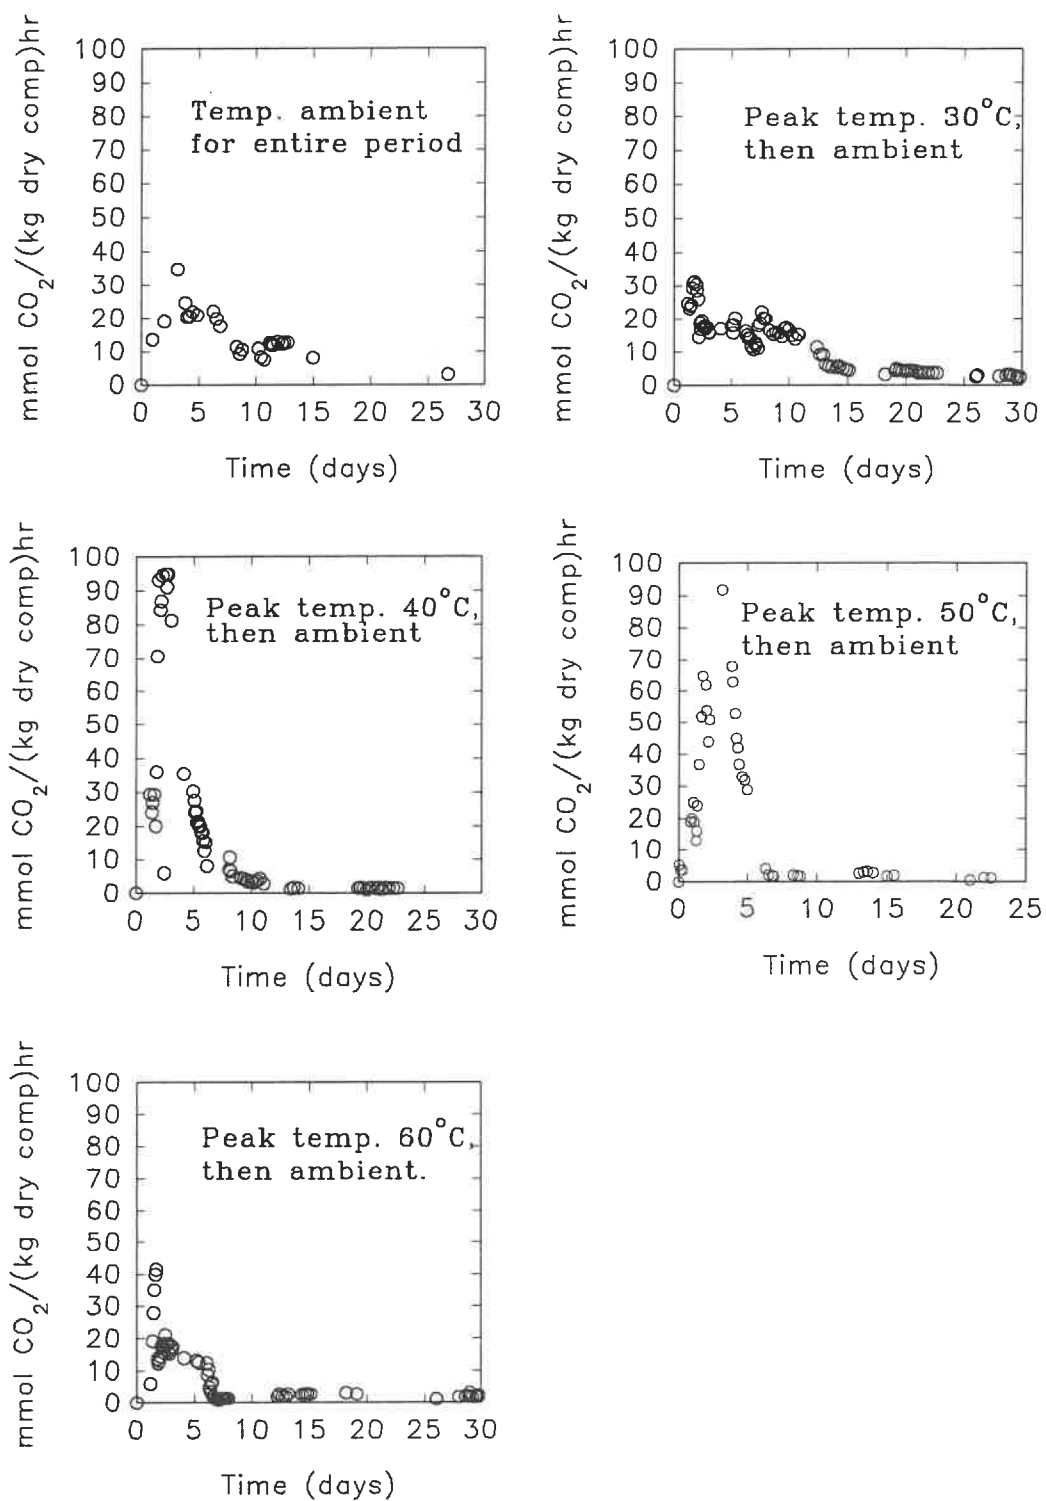 mmol CO2/(kg dry comp)hr
100
90
80
70
60
50
40
30
20
10
0
Temp. ambient
for entire period
0 5 10 15 20 25 30
Time (days)
mmol CO2/(kg dry comp)hr
100
90
80
70
60
50
40
30
20
10
0
Peak temp. 30°C,
then ambient
0 5 10 15 20 25 30
Time (days)
mmol CO2/(kg dry comp)hr
100
90
80
70
60
50
40
30
20
10
0
Peak temp. 40°C,
then ambient
0 5 10 15 20 25 30
Time (days)
mmol CO2/(kg dry comp)hr
100
90
80
70
60
50
40
30
20
10
0
Peak temp. 50°C,
then ambient
0 5 10 15 20 25
Time (days)
mmol CO2/(kg dry comp)hr
100
90
80
70
60
50
40
30
20
10
0
Peak temp. 60°C,
then ambient.
0 5 10 15 20 25 30
Time (days)